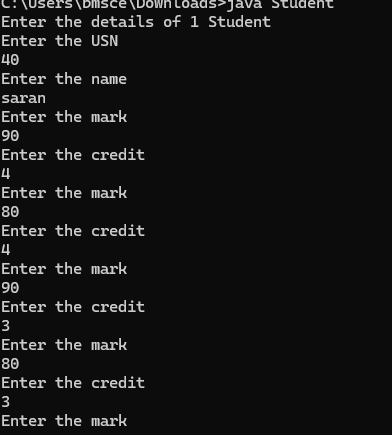 C:\Users\bmsce\Downloads>java Student
Enter the details of 1 Student
Enter the USN
40
Enter the name
saran
Enter the mark
90
Enter the credit
4
Enter the mark
80
Enter the credit
4
Enter the mark
90
Enter the credit
3
Enter the mark
80
Enter the credit
3
Enter the mark